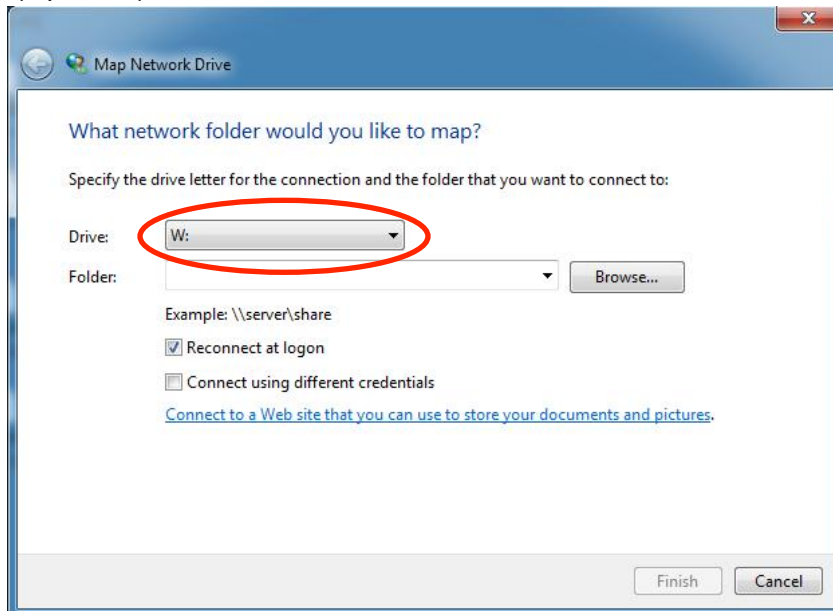 Map Network Drive
What network folder would you like to map?
Specify the drive letter for the connection and the folder that you want to connect to:
Drive: W:
Folder: Browse...
Example: \\server\share
Reconnect at logon
Connect using different credentials
Connect to a Web site that you can use to store your documents and pictures.
Finish Cancel